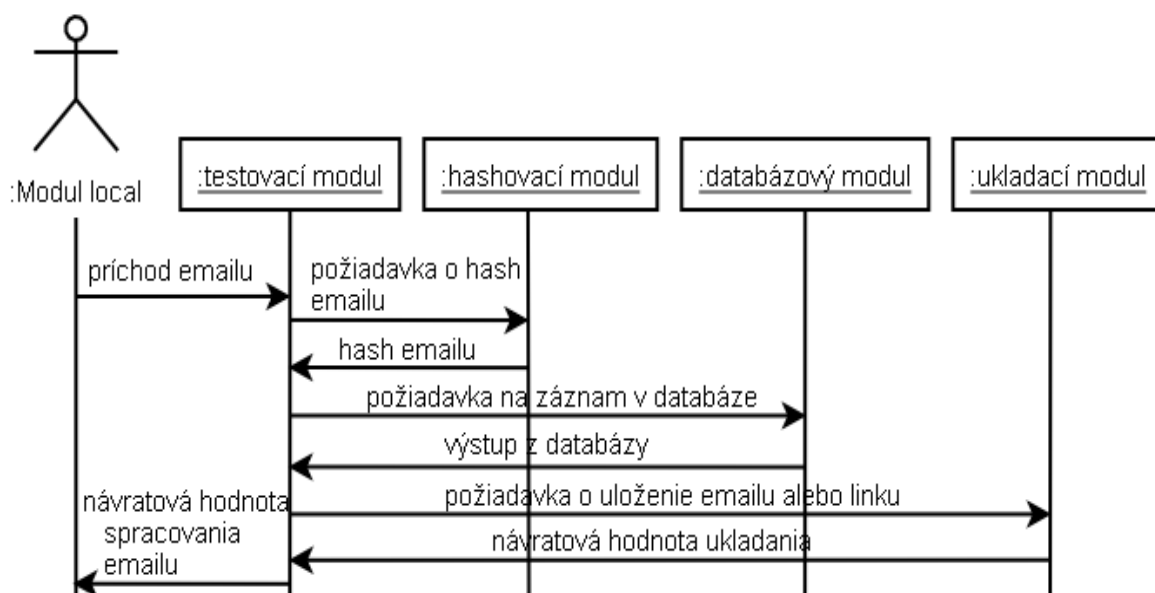 :Modul local
:testovací modul
:hashovací modul
:databázový modul
:ukladací modul
príchod emailu
požiadavka o hash
emailu
hash emailu
požiadavka na záznam v databáze
výstup z databázy
požiadavka o uloženie emailu alebo linku
návratová hodnota ukladania
návratová hodnota
spracovania
emailu